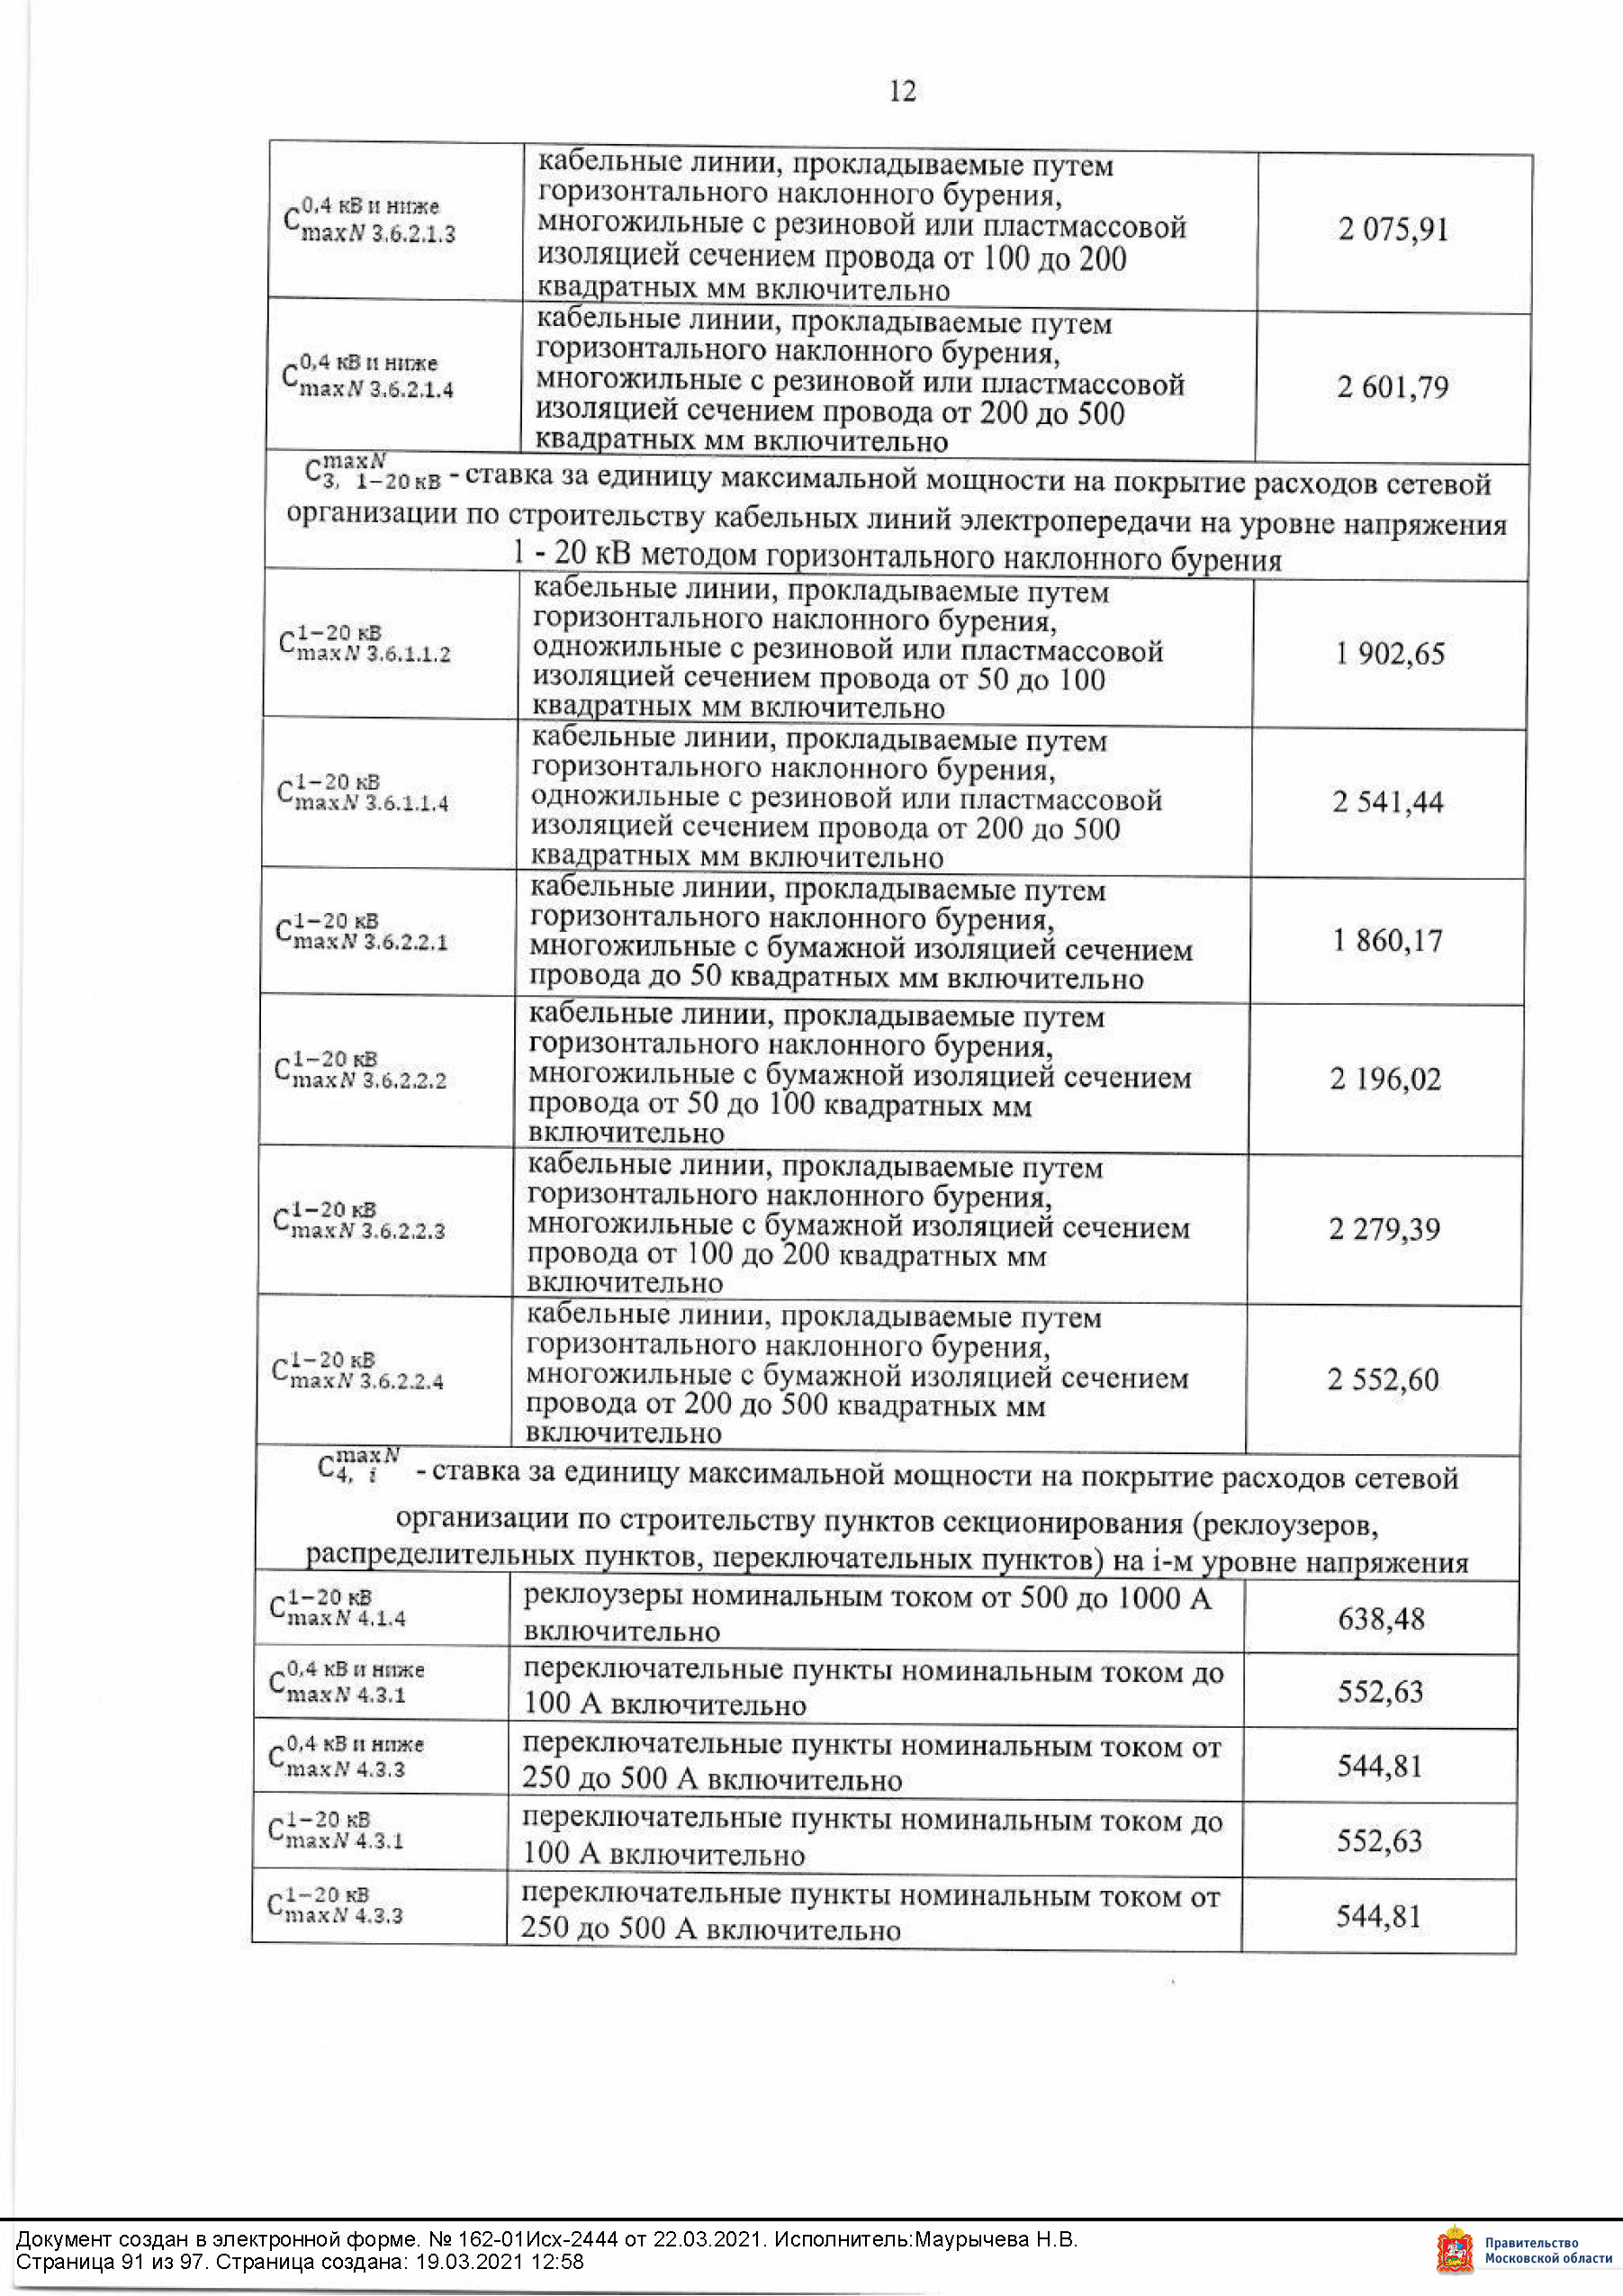 12
C 0,4 кВ и ниже
maxN 3.6.2.1.3
кабельные линии, прокладываемые путем
горизонтального наклонного бурения,
многожильные с резиновой или пластмассовой
изоляцией сечением провода от 100 до 200
квадратных мм включительно
2 075,91
C 0,4 кВ и ниже
maxN 3.6.2.1.4
кабельные линии, прокладываемые путем
горизонтального наклонного бурения,
многожильные с резиновой или пластмассовой
изоляцией сечением провода от 200 до 500
квадратных мм включительно
2 601,79
C maxN 3, 1−20 кВ - ставка за единицу максимальной мощности на покрытие расходов сетевой
организации по строительству кабельных линий электропередачи на уровне напряжения
1 - 20 кВ методом горизонтального наклонного бурения
C 1−20 кВ
maxN 3.6.1.1.2
кабельные линии, прокладываемые путем
горизонтального наклонного бурения,
одножильные с резиновой или пластмассовой
изоляцией сечением провода от 50 до 100
квадратных мм включительно
1 902,65
C 1−20 кВ
maxN 3.6.1.1.4
кабельные линии, прокладываемые путем
горизонтального наклонного бурения,
одножильные с резиновой или пластмассовой
изоляцией сечением провода от 200 до 500
квадратных мм включительно
2 541,44
C 1−20 кВ
maxN 3.6.2.2.1
кабельные линии, прокладываемые путем
горизонтального наклонного бурения,
многожильные с бумажной изоляцией сечением
провода до 50 квадратных мм включительно
1 860,17
C 1−20 кВ
maxN 3.6.2.2.2
кабельные линии, прокладываемые путем
горизонтального наклонного бурения,
многожильные с бумажной изоляцией сечением
провода от 50 до 100 квадратных мм
включительно
2 196,02
C 1−20 кВ
maxN 3.6.2.2.3
кабельные линии, прокладываемые путем
горизонтального наклонного бурения,
многожильные с бумажной изоляцией сечением
провода от 100 до 200 квадратных мм
включительно
2 279,39
C 1−20 кВ
maxN 3.6.2.2.4
кабельные линии, прокладываемые путем
горизонтального наклонного бурения,
многожильные с бумажной изоляцией сечением
провода от 200 до 500 квадратных мм
включительно
2 552,60
C maxN 4, i - ставка за единицу максимальной мощности на покрытие расходов сетевой
организации по строительству пунктов секционирования (реклоузеров,
распределительных пунктов, переключательных пунктов) на i-м уровне напряжения
C 1−20 кВ
maxN 4.1.4
реклоузеры номинальным током от 500 до 1000 А
включительно
638,48
C 0,4 кВ и ниже
maxN 4.3.1
переключательные пункты номинальным током до
100 А включительно
552,63
C 0,4 кВ и ниже
maxN 4.3.3
переключательные пункты номинальным током от
250 до 500 А включительно
544,81
C 1−20 кВ
maxN 4.3.1
переключательные пункты номинальным током до
100 А включительно
552,63
C 1−20 кВ
maxN 4.3.3
переключательные пункты номинальным током от
250 до 500 А включительно
544,81
Документ создан в электронной форме. № 162-01Исх-2444 от 22.03.2021. Исполнитель:Маурычева Н.В.
Страница 91 из 97. Страница создана: 19.03.2021 12:58
Правительство
Московской области